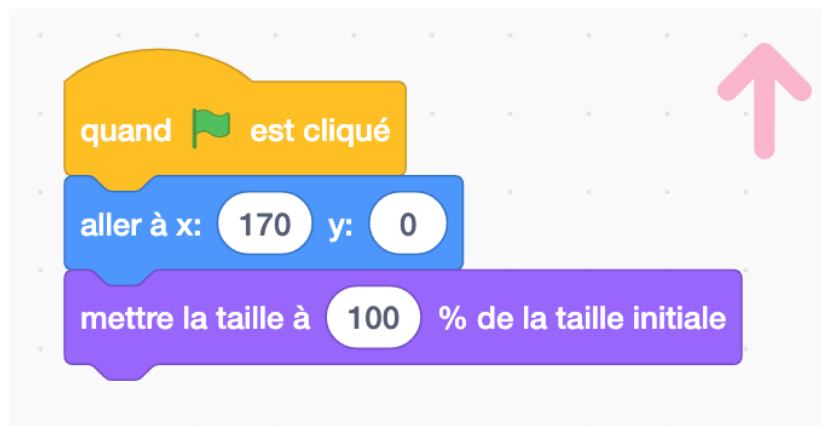 quand est cliqué
aller à x: 170 y: 0
mettre la taille à 100 % de la taille initiale